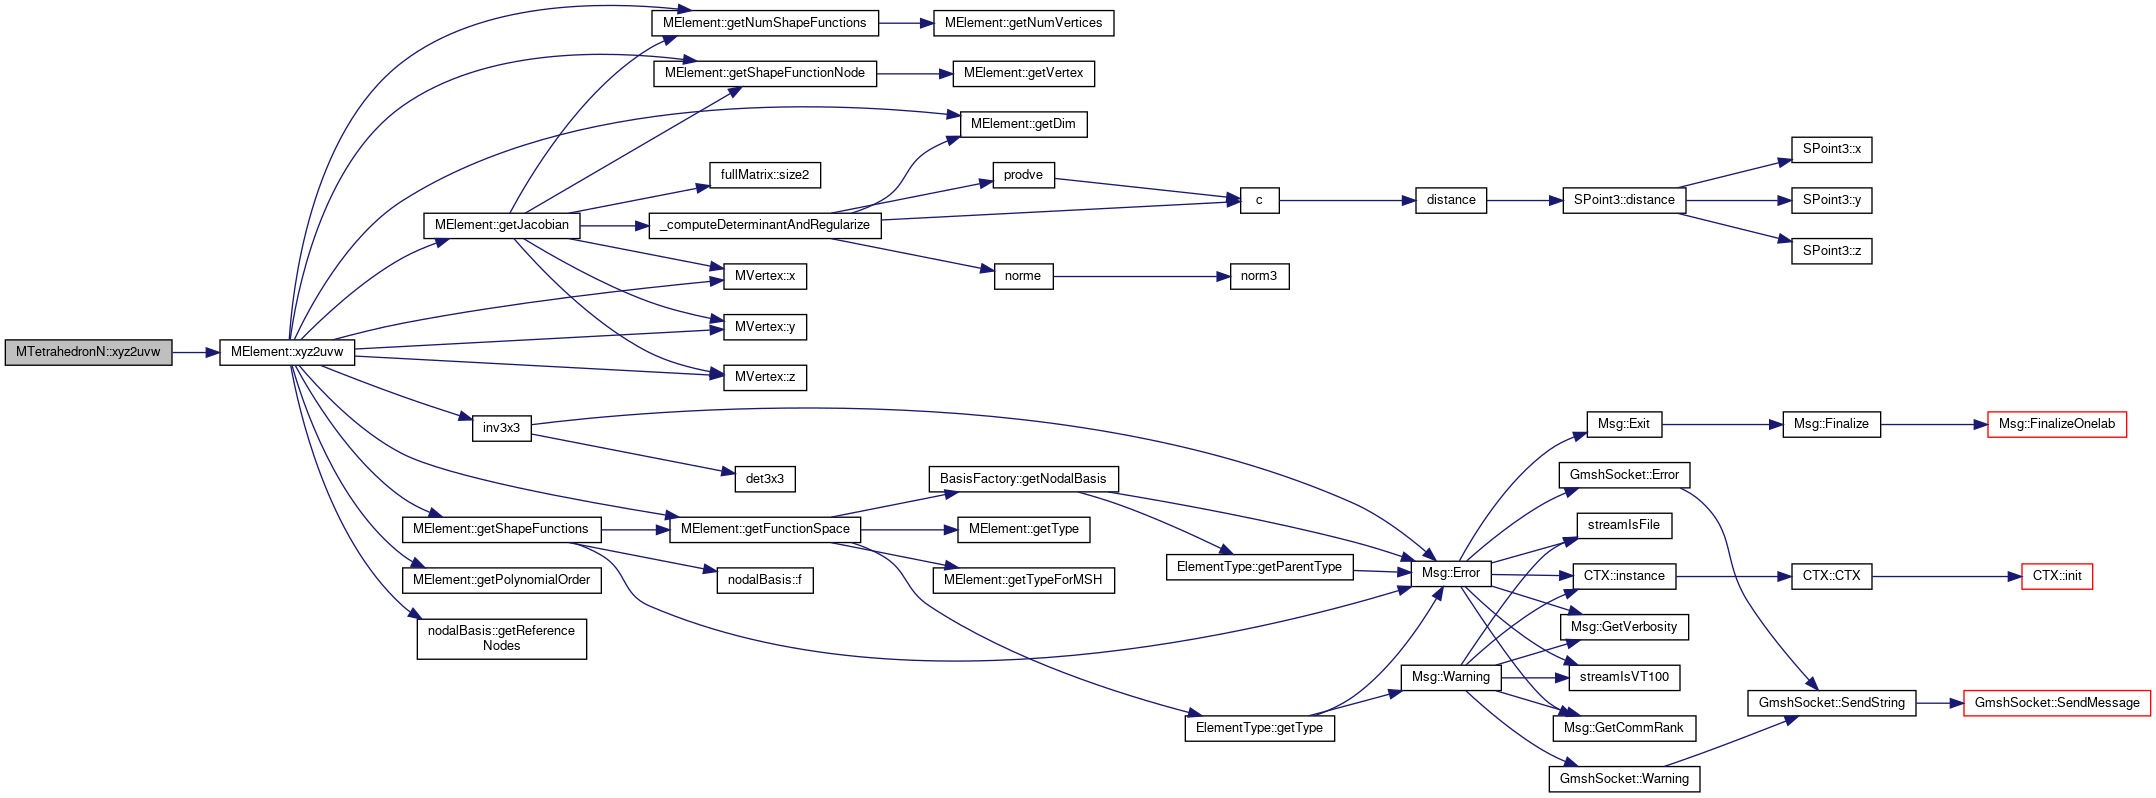 MElement::getNumShapeFunctions
MElement::getNumVertices
MElement::getShapeFunctionNode
MElement::getVertex
MElement::getDim
SPoint3::x
fullMatrix::size2
prodve
c
distance
SPoint3::distance
SPoint3::y
MElement::getJacobian
_computeDeterminantAndRegularize
SPoint3::z
MVertex::x
norme
norm3
MVertex::y
MTetrahedronN::xyz2uvw
MElement::xyz2uvw
MVertex::z
inv3x3
Msg::Exit
Msg::Finalize
Msg::FinalizeOnelab
det3x3
BasisFactory::getNodalBasis
GmshSocket::Error
MElement::getShapeFunctions
MElement::getFunctionSpace
MElement::getType
streamIsFile
MElement::getPolynomialOrder
nodalBasis::f
MElement::getTypeForMSH
ElementType::getParentType
Msg::Error
CTX::instance
CTX::CTX
CTX::init
nodalBasis::getReference
Nodes
Msg::GetVerbosity
Msg::Warning
streamIsVT100
GmshSocket::SendString
GmshSocket::SendMessage
ElementType::getType
Msg::GetCommRank
GmshSocket::Warning